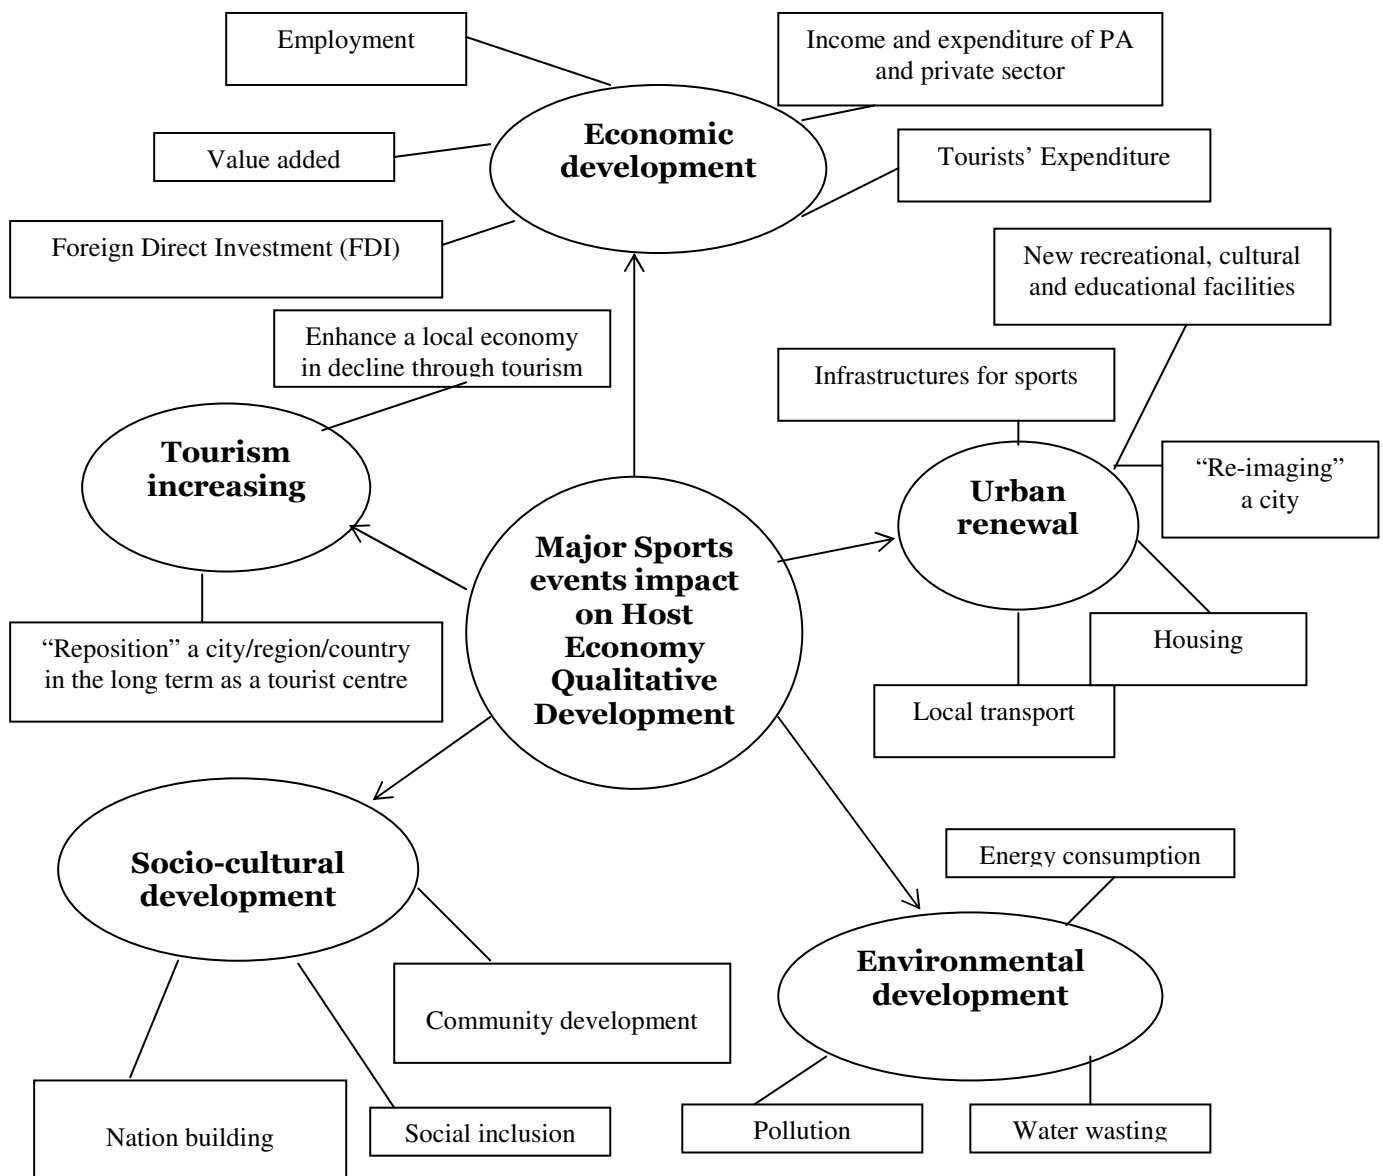 Employment
Income and expenditure of PA
and private sector
Economic
development
Value added
Tourists’ Expenditure
Foreign Direct Investment (FDI)
New recreational, cultural
and educational facilities
Enhance a local economy
in decline through tourism
Infrastructures for sports
Tourism
increasing
“Re-imaging”
a city
Urban
renewal
Major Sports
events impact
on Host
Economy
Qualitative
Development
“Reposition” a city/region/country
in the long term as a tourist centre
Housing
Local transport
Socio-cultural
development
Energy consumption
Environmental
development
Community development
Nation building
Social inclusion
Pollution
Water wasting